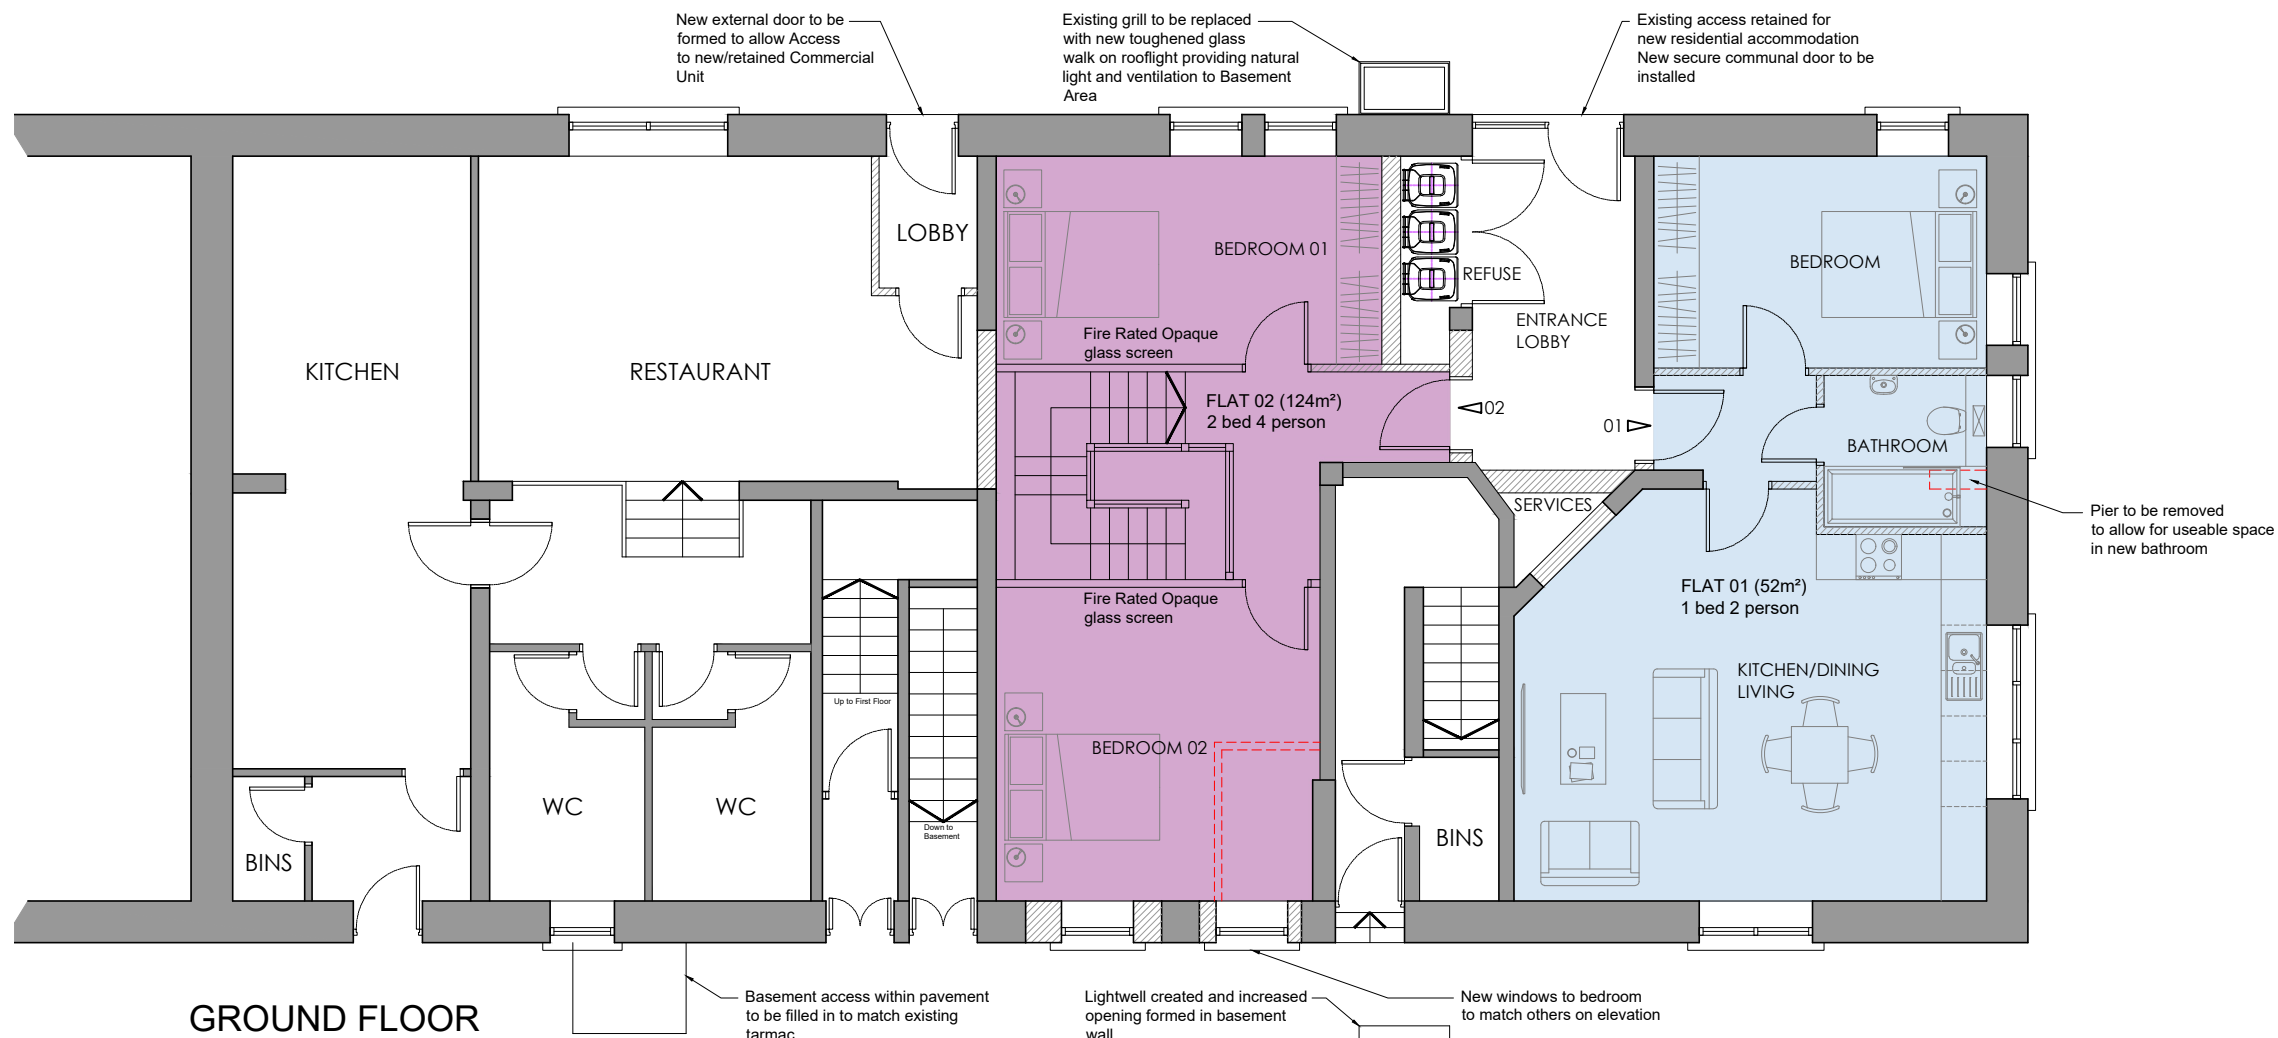 New external door to be
formed to allow Access
to new/retained Commercial
Unit
Existing grill to be replaced
with new toughened glass
walk on rooflight providing natural
light and ventilation to Basement
Area
Existing access retained for
new residential accommodation
New secure communal door to be
installed
LOBBY
BEDROOM 01
REFUSE
BEDROOM
ENTRANCE
LOBBY
Fire Rated Opaque
glass screen
KITCHEN
RESTAURANT
FLAT 02 (124m²)
2 bed 4 person
02
01
BATHROOM
SERVICES
Pier to be removed
to allow for useable space
in new bathroom
Fire Rated Opaque
glass screen
FLAT 01 (52m²)
1 bed 2 person
KITCHEN/DINING
LIVING
Up to First Floor
BEDROOM 02
WC
WC
Down to
Basement
BINS
BINS
GROUND FLOOR
Basement access within pavement
to be filled in to match existing
tarmac
Lightwell created and increased
opening formed in basement
wall
New windows to bedroom
to match others on elevation